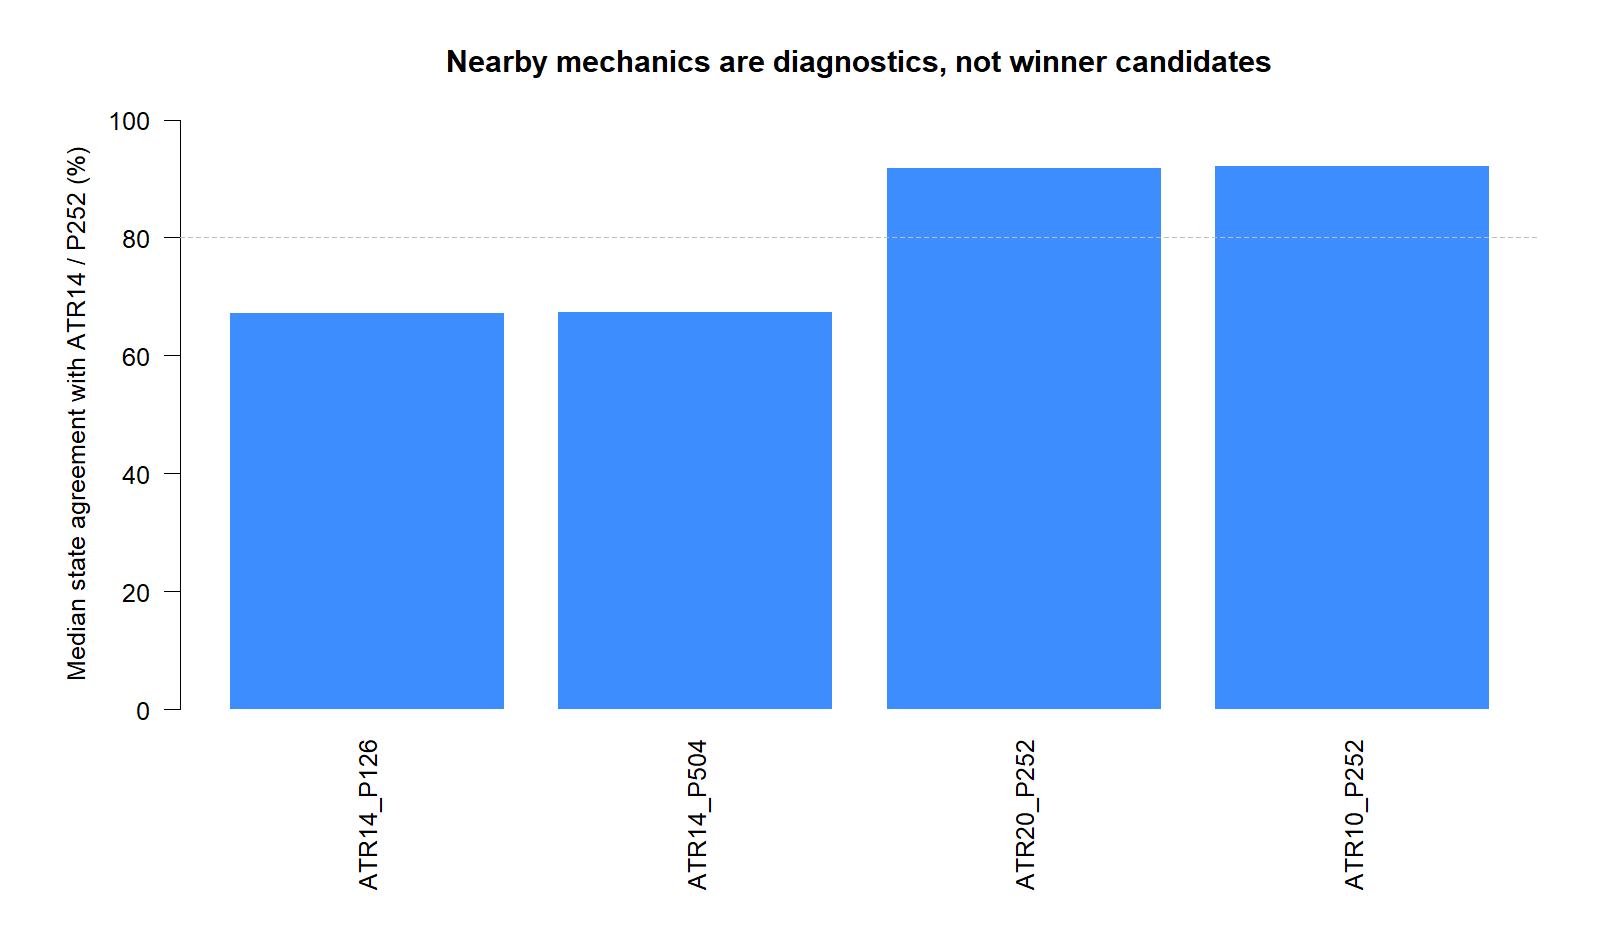 Nearby mechanics are diagnostics, not winner candidates
Median state agreement with ATR14 / P252 (%)
100
80
60
40
20
0
ATR14_P126
ATR14_P504
ATR20_P252
ATR10_P252